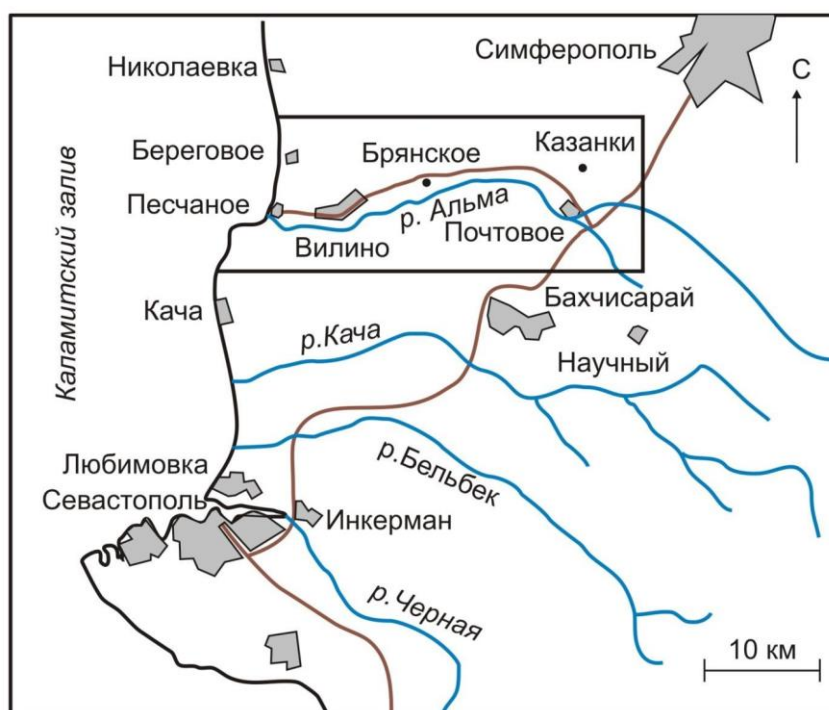 Симферополь
Николаевка
С
Береговое
Брянское
Казанки
Песчаное
р. Альма
Вилино
Почтовое
Каламитский залив
Кача
Бахчисарай
р.Кача
Научный
Любимовка
р.Бельбек
Севастополь
Инкерман
р.Черная
10 км